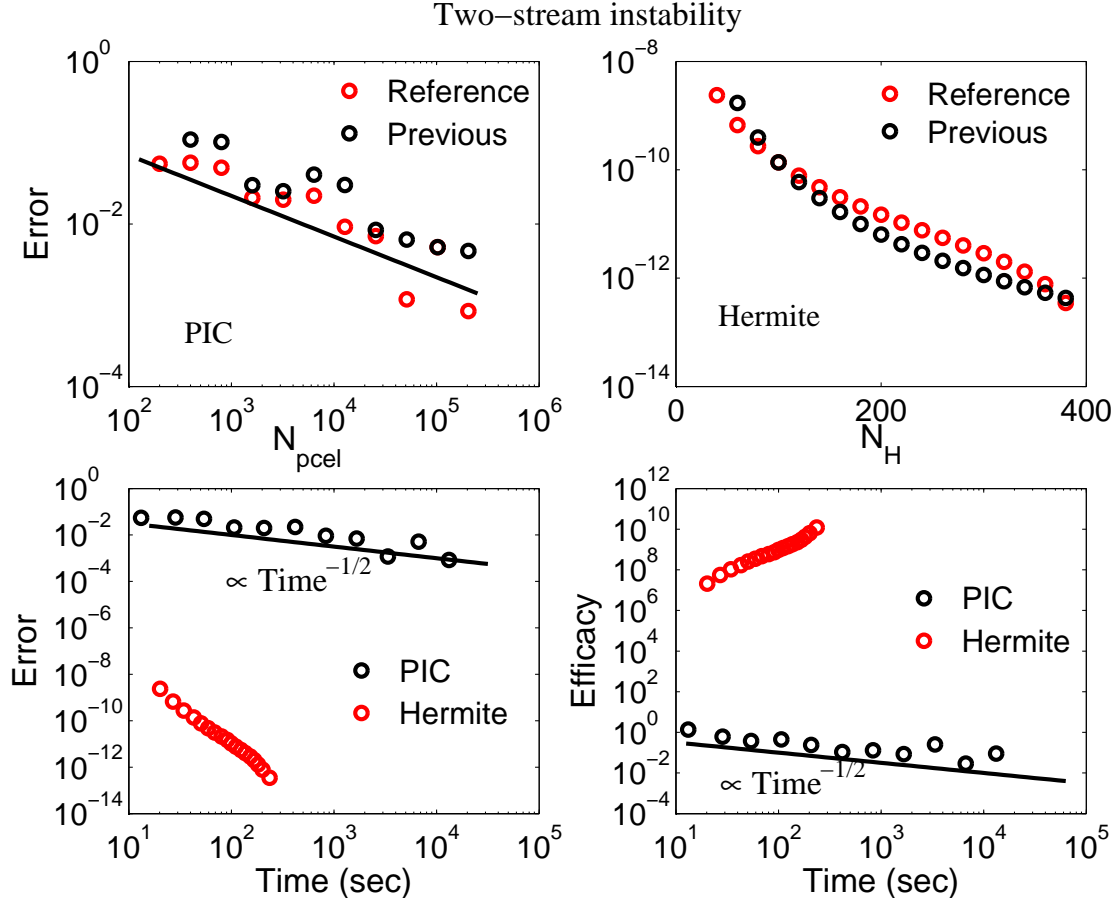 Two−stream instability
10^0
10^−2
10^−4
Error
Reference
Previous
PIC
10^2 10^3 10^4 10^5 10^6
N_pcel
10^−8
10^−10
10^−12
10^−14
Reference
Previous
Hermite
0 200 400
N_H
10^0
10^−2
10^−4
10^−6
10^−8
10^−10
10^−12
10^−14
Error
∝ Time^−1/2
PIC
Hermite
10^1 10^2 10^3 10^4 10^5
Time (sec)
10^12
10^10
10^8
10^6
10^4
10^2
10^0
10^−2
10^−4
Efficacy
PIC
Hermite
∝ Time^−1/2
10^1 10^2 10^3 10^4 10^5
Time (sec)